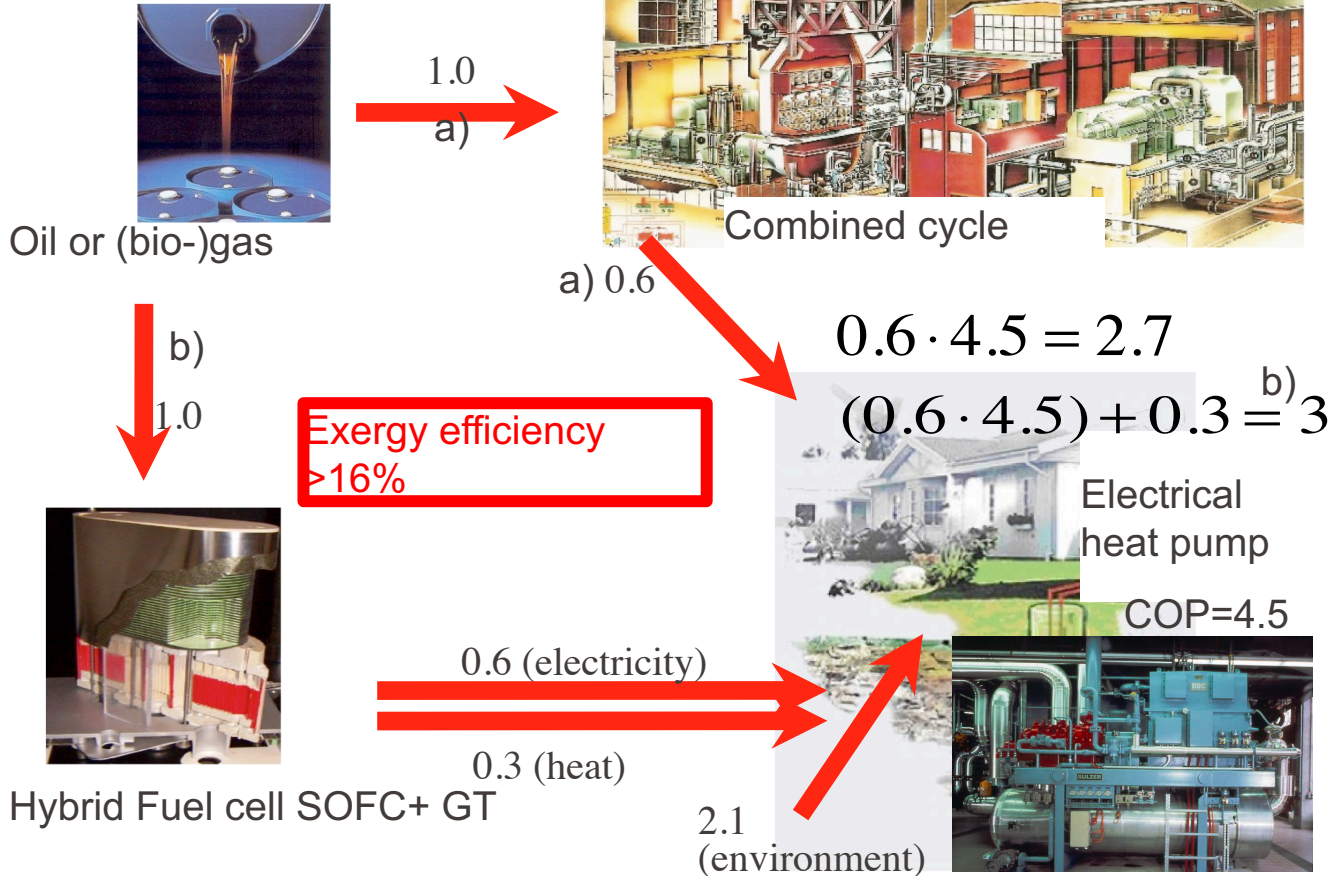 1.0
a)
Oil or (bio-)gas
Combined cycle
a) 0.6
b)
1.0
0.6 · 4.5 = 2.7
b)
(0.6 · 4.5) + 0.3 = 3
Exergy efficiency
>16%
Electrical
heat pump
COP=4.5
BBC
SULZER
0.6 (electricity)
0.3 (heat)
Hybrid Fuel cell SOFC+ GT
2.1
(environment)